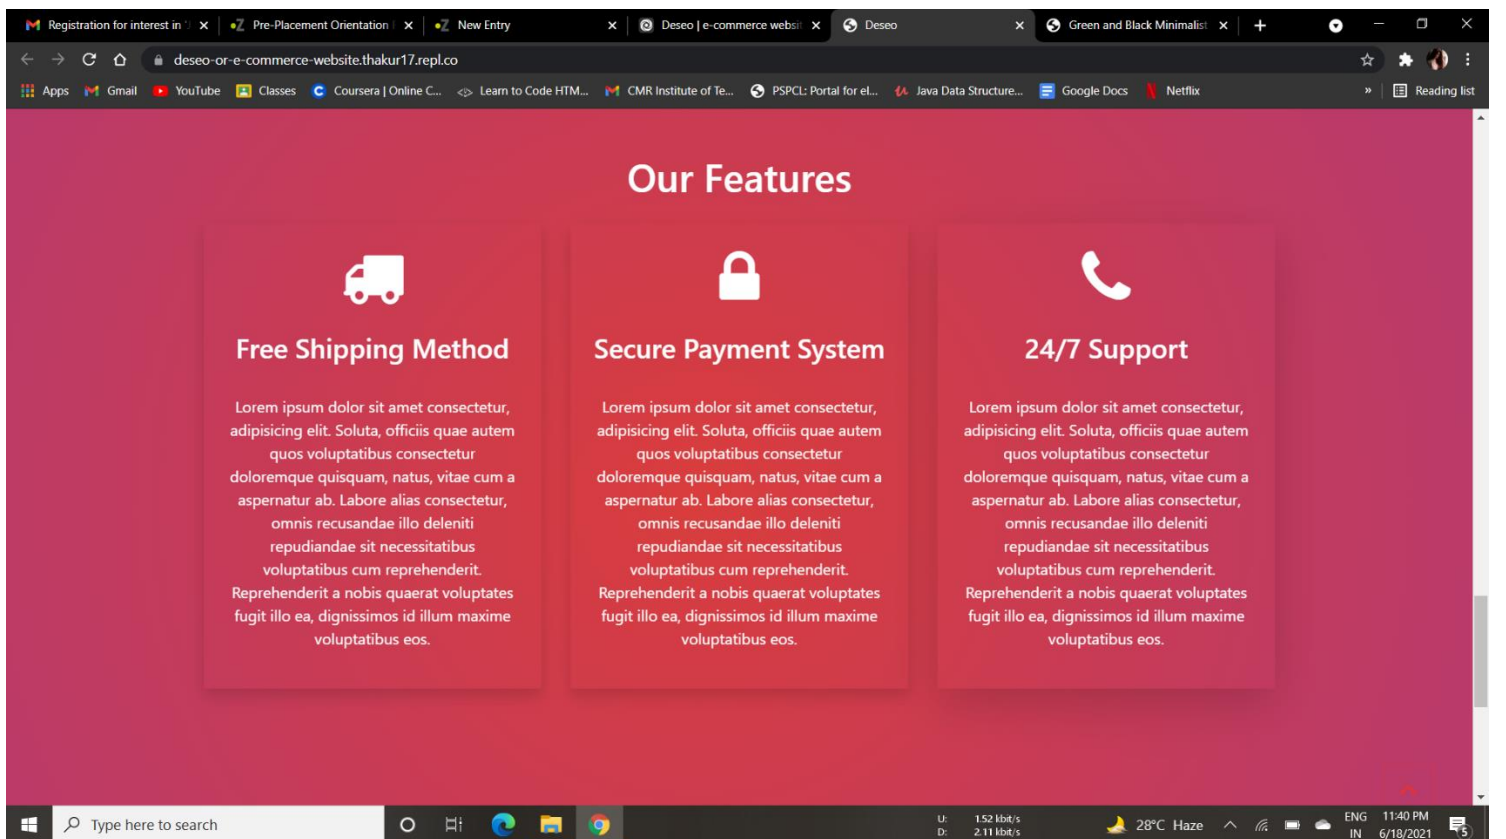 Registration for interest in '
Pre-Placement Orientation
New Entry
Deseo | e-commerce websit
Deseo
Green and Black Minimalist
deseo-or-e-commerce-website.thakur17.repl.co
Apps
Gmail
YouTube
Classes
Coursera | Online C...
Learn to Code HTM...
CMR Institute of Te...
PSPCL: Portal for el...
Java Data Structure...
Google Docs
Netflix
»
Reading list
Our Features
Free Shipping Method
Lorem ipsum dolor sit amet consectetur,
adipisicing elit. Soluta, officiis quae autem
quos voluptatibus consectetur
doloremque quisquam, natus, vitae cum a
aspernatur ab. Labore alias consectetur,
omnis recusandae illo deleniti
repudiandae sit necessitatibus
voluptatibus cum reprehenderit.
Reprehenderit a nobis quaerat voluptates
fugit illo ea, dignissimos id illum maxime
voluptatibus eos.
Secure Payment System
Lorem ipsum dolor sit amet consectetur,
adipisicing elit. Soluta, officiis quae autem
quos voluptatibus consectetur
doloremque quisquam, natus, vitae cum a
aspernatur ab. Labore alias consectetur,
omnis recusandae illo deleniti
repudiandae sit necessitatibus
voluptatibus cum reprehenderit.
Reprehenderit a nobis quaerat voluptates
fugit illo ea, dignissimos id illum maxime
voluptatibus eos.
24/7 Support
Lorem ipsum dolor sit amet consectetur,
adipisicing elit. Soluta, officiis quae autem
quos voluptatibus consectetur
doloremque quisquam, natus, vitae cum a
aspernatur ab. Labore alias consectetur,
omnis recusandae illo deleniti
repudiandae sit necessitatibus
voluptatibus cum reprehenderit.
Reprehenderit a nobis quaerat voluptates
fugit illo ea, dignissimos id illum maxime
voluptatibus eos.
Type here to search
U: 1.52 kbit/s
D: 2.11 kbit/s
28°C Haze
ENG
IN
11:40 PM
6/18/2021
5